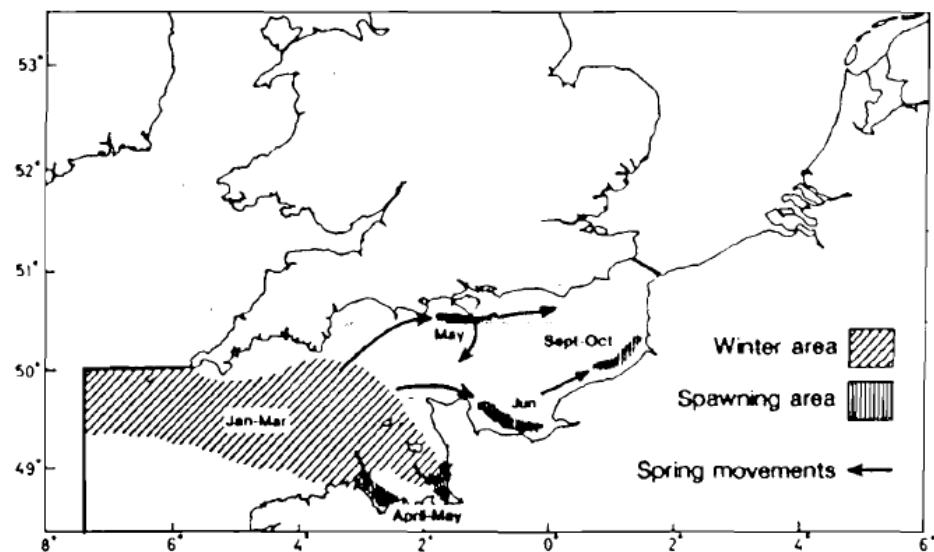 53°
52°
51°
50°
49°
May
Sept-Oct
Jun
Jan-Mar
April-May
Winter area
Spawning area
Spring movements
8° 6° 4° 2° 0 2° 4° 6°